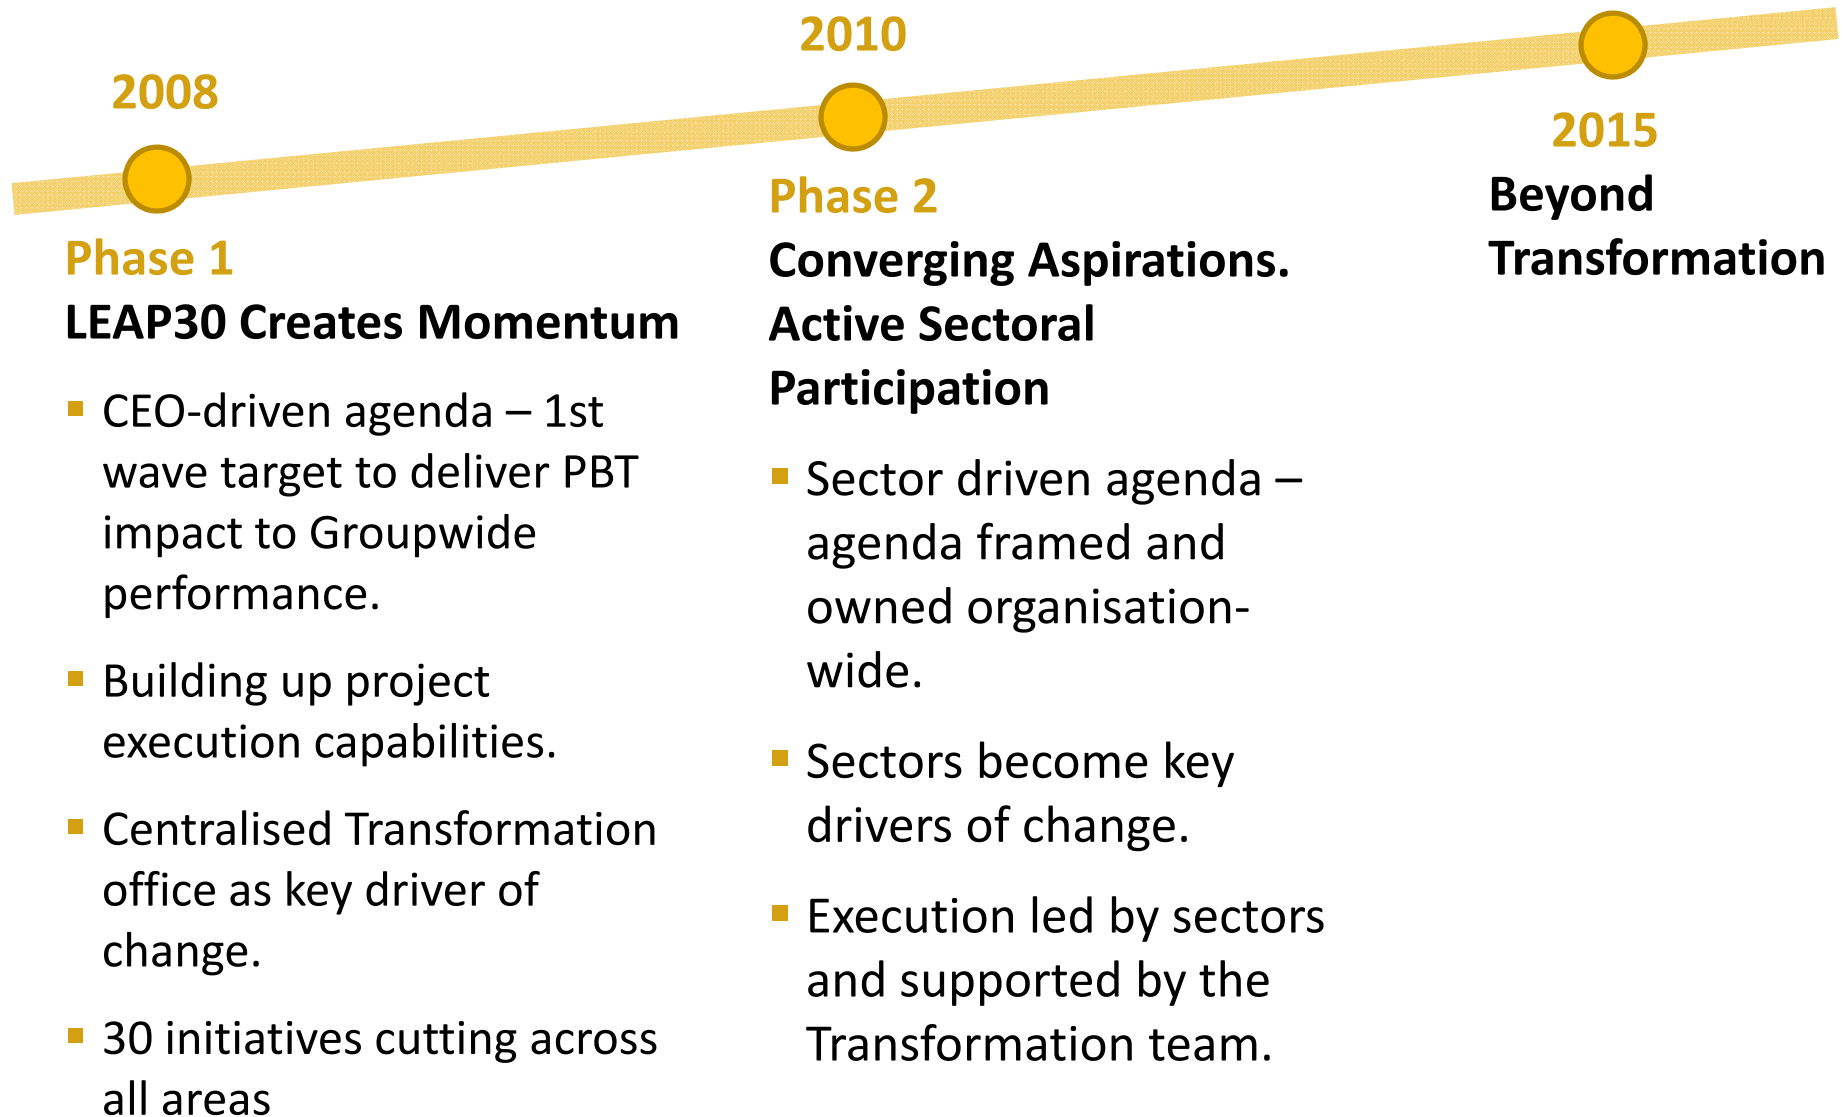 2008
Phase 1
LEAP30 Creates Momentum
▪ CEO-driven agenda – 1st
wave target to deliver PBT
impact to Groupwide
performance.
▪ Building up project
execution capabilities.
▪ Centralised Transformation
office as key driver of
change.
▪ 30 initiatives cutting across
all areas
2010
Phase 2
Converging Aspirations.
Active Sectoral
Participation
▪ Sector driven agenda –
agenda framed and
owned organisation-
wide.
▪ Sectors become key
drivers of change.
▪ Execution led by sectors
and supported by the
Transformation team.
2015
Beyond
Transformation